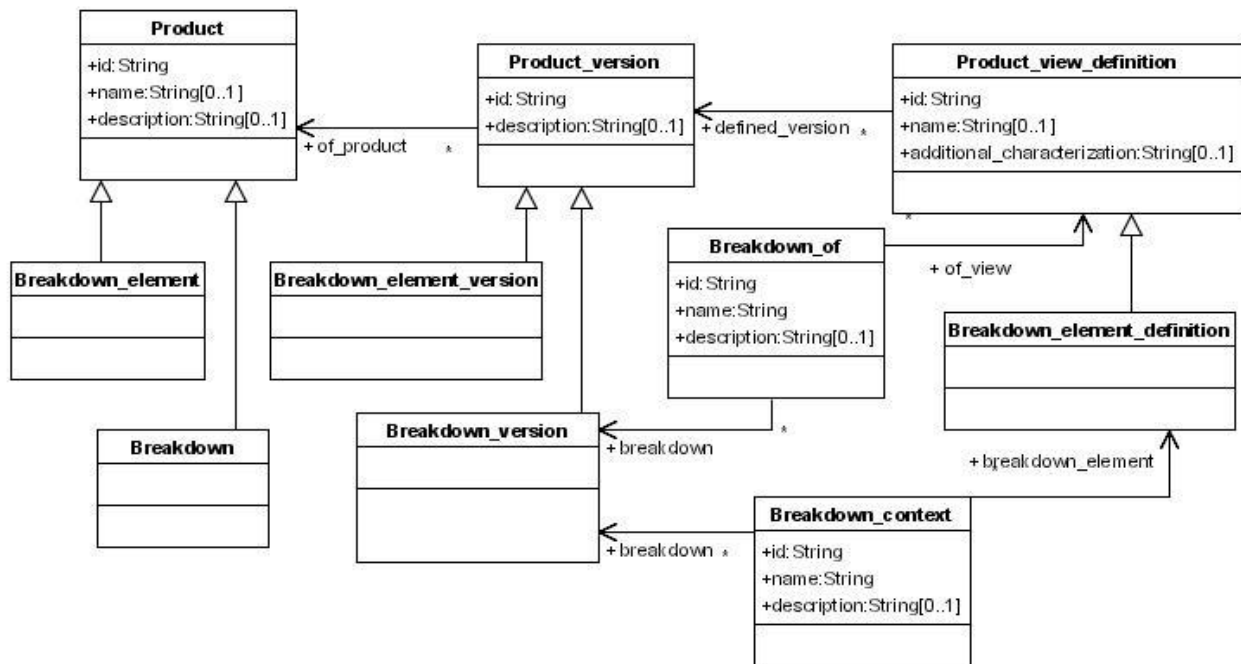 Product
+id:String
+name:String[0..1]
+description:String[0..1]
Product_version
+id:String
+description:String[0..1]
Product_view_definition
+id:String
+name:String[0..1]
+additional_characterization:String[0..1]
+ of_product
*
+ defined_version
*
Breakdown_element
Breakdown_element_version
Breakdown_of
+id:String
+name:String
+description:String[0..1]
*
+ of_view
Breakdown_element_definition
Breakdown
Breakdown_version
+ breakdown
*
+ breakdown_element
*
+ breakdown
*
Breakdown_context
+id:String
+name:String
+description:String[0..1]